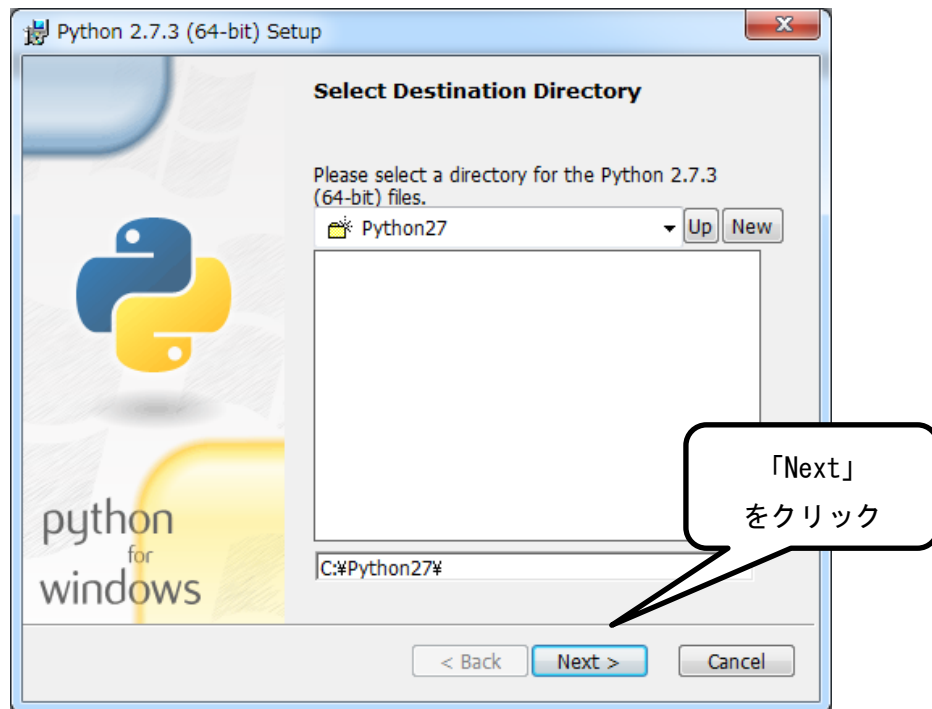 Python 2.7.3 (64-bit) Setup
Select Destination Directory
Please select a directory for the Python 2.7.3
(64-bit) files.
Python27
Up
New
「Next」
をクリック
C:¥Python27¥
python
for
windows
< Back
Next >
Cancel